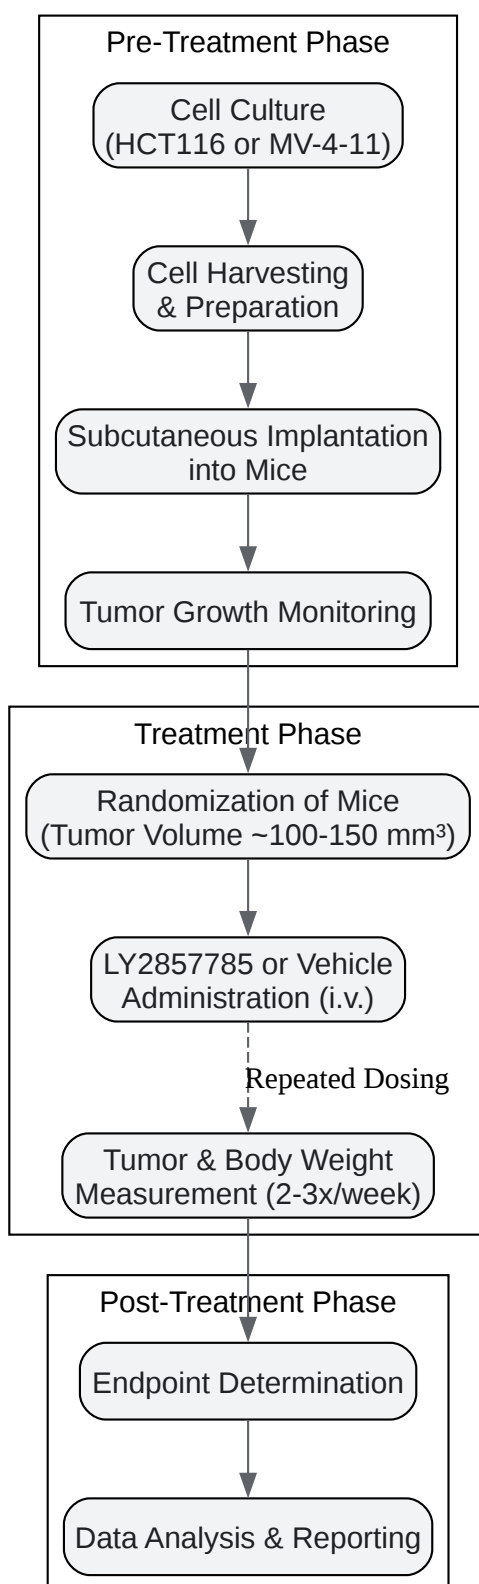 Pre-Treatment Phase
Cell Culture
(HCT116 or MV-4-11)
Cell Harvesting
& Preparation
Subcutaneous Implantation
into Mice
Tumor Growth Monitoring
Treatment Phase
Randomization of Mice
(Tumor Volume ~100-150 mm³)
LY2857785 or Vehicle
Administration (i.v.)
Repeated Dosing
Tumor & Body Weight
Measurement (2-3x/week)
Post-Treatment Phase
Endpoint Determination
Data Analysis & Reporting